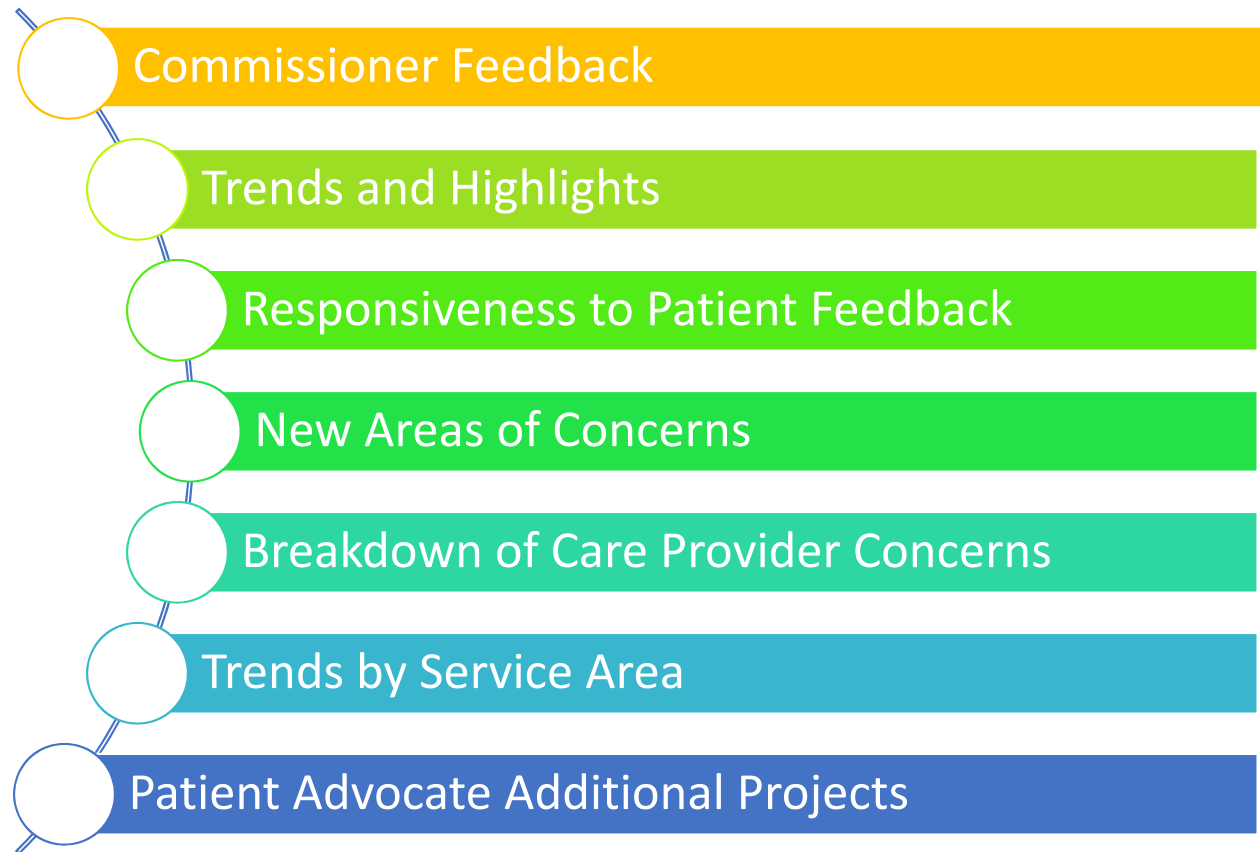 Commissioner Feedback
Trends and Highlights
Responsiveness to Patient Feedback
New Areas of Concerns
Breakdown of Care Provider Concerns
Trends by Service Area
Patient Advocate Additional Projects